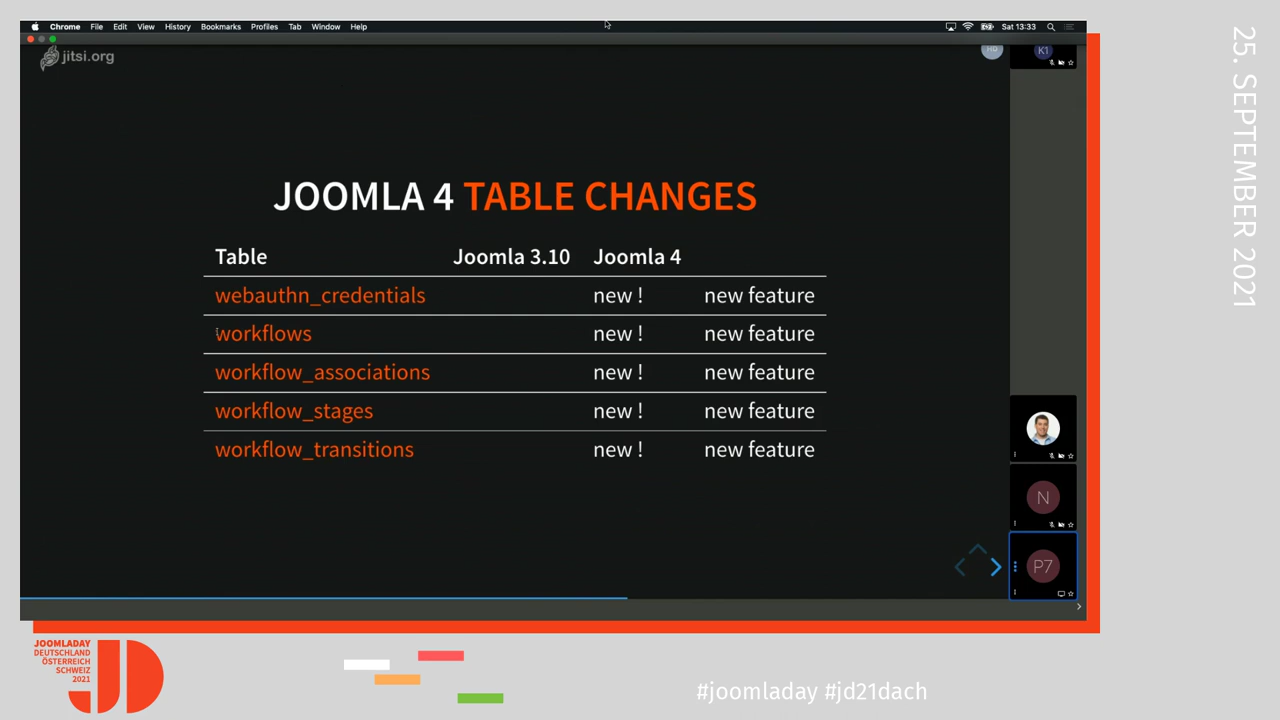 Chrome File Edit View History Bookmarks Profiles Tab Window Help
Sat 13:33
jitsi.org
HD
K1
JOOMLA 4 TABLE CHANGES
Table Joomla 3.10 Joomla 4
webauthn_credentials new ! new feature
workflows new ! new feature
workflow_associations new ! new feature
workflow_stages new ! new feature
workflow_transitions new ! new feature
N
P7
25. SEPTEMBER 2021
JOOMLADAY
DEUTSCHLAND
ÖSTERREICH
SCHWEIZ
2021
JD
#joomladay #jd21dach